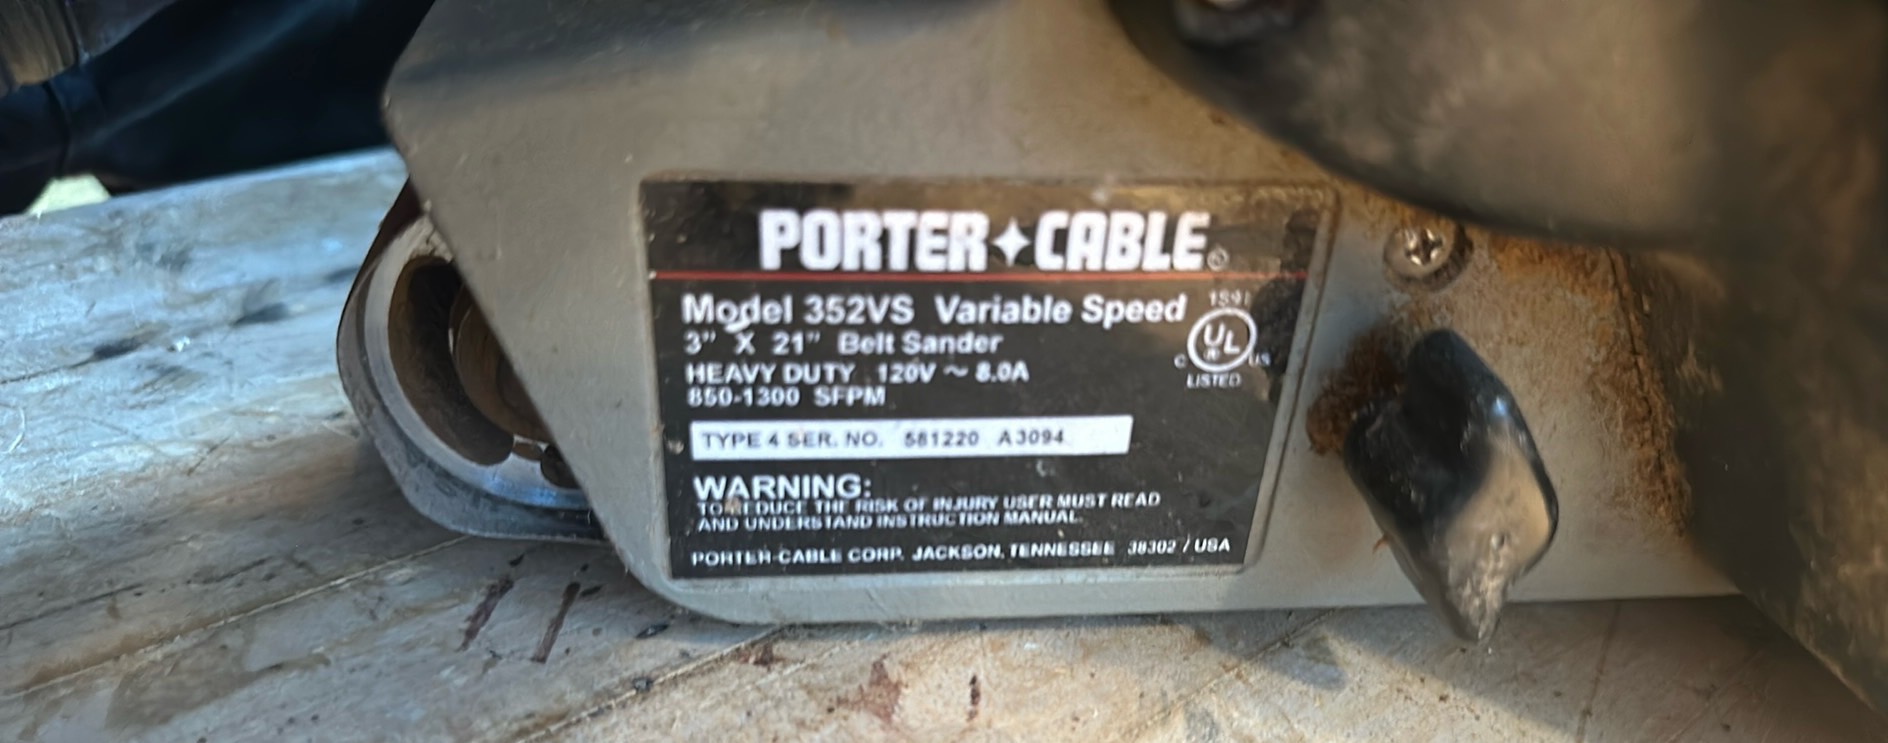 PORTER+CABLE®
Model 352VS Variable Speed
3" X 21" Belt Sander
HEAVY DUTY 120V ~ 8.0A
850-1300 SFPM
UL
C US
LISTED
TYPE 4 SER. NO. 581220 A3094
WARNING:
TO REDUCE THE RISK OF INJURY USER MUST READ
AND UNDERSTAND INSTRUCTION MANUAL.
PORTER-CABLE CORP. JACKSON, TENNESSEE 38302 / USA